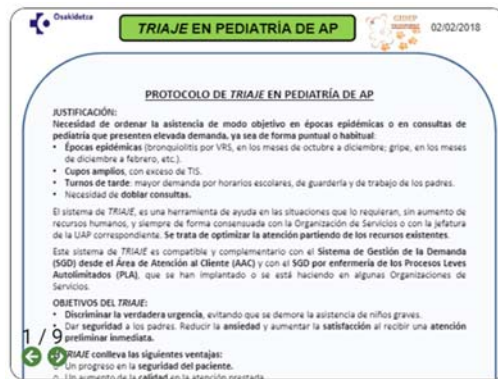 Osakidetza
TRIAJE EN PEDIATRÍA DE AP
GIDEP
02/02/2018
PROTOCOLO DE TRIAJE EN PEDIATRÍA DE AP
JUSTIFICACIÓN:
Necesidad de ordenar la asistencia de modo objetivo en épocas epidémicas o en consultas de
pediatría que presenten elevada demanda, ya sea de forma puntual o habitual:
• Épocas epidémicas (bronquiolitis por VRS, en los meses de octubre a diciembre; gripe, en los meses
de diciembre a febrero, etc.).
• Cupos amplios, con exceso de TIS.
• Turnos de tarde: mayor demanda por horarios escolares, de guardería y de trabajo de los padres.
• Necesidad de doblar consultas.
El sistema de TRIAJE, es una herramienta de ayuda en las situaciones que lo requieran, sin aumento de
recursos humanos, y siempre de forma consensuada con la Organización de Servicios o con la jefatura
de la UAP correspondiente. Se trata de optimizar la atención partiendo de los recursos existentes.
Este sistema de TRIAJE es compatible y complementario con el Sistema de Gestión de la Demanda
(SGD) desde el Área de Atención al Cliente (AAC) y con el SGD por enfermería de los Procesos Leves
Autolimitados (PLA), que se han implantado o se está haciendo en algunas Organizaciones de
Servicios.
OBJETIVOS DEL TRIAJE:
• Discriminar la verdadera urgencia, evitando que se demore la asistencia de niños graves.
• Dar seguridad a los padres. Reducir la ansiedad y aumentar la satisfacción al recibir una atención
preliminar inmediata.
1 / 9
TRIAJE conlleva las siguientes ventajas:
Un progreso en la seguridad del paciente.
Un aumento de la calidad en la atención prestada.